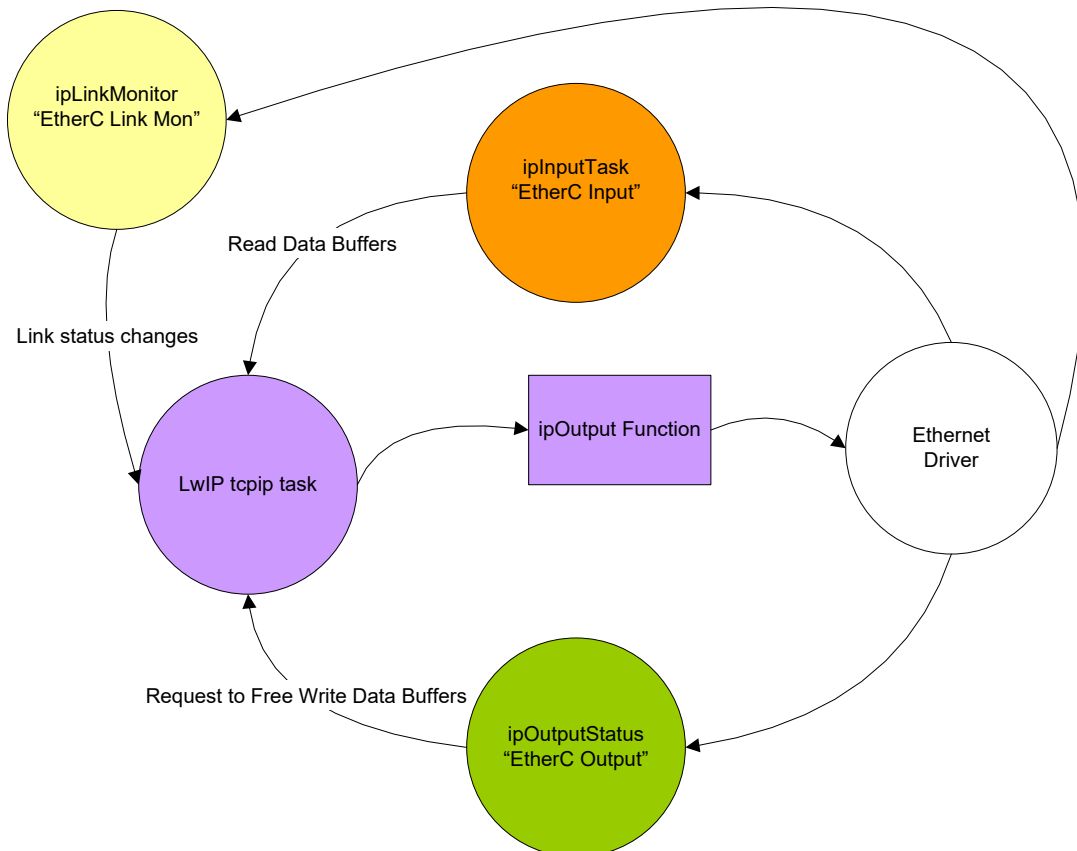 ipLinkMonitor
“EtherC Link Mon”
ipInputTask
“EtherC Input”
Read Data Buffers
Link status changes
ipOutput Function
Ethernet
Driver
LwIP tcpip task
Request to Free Write Data Buffers
ipOutputStatus
“EtherC Output”